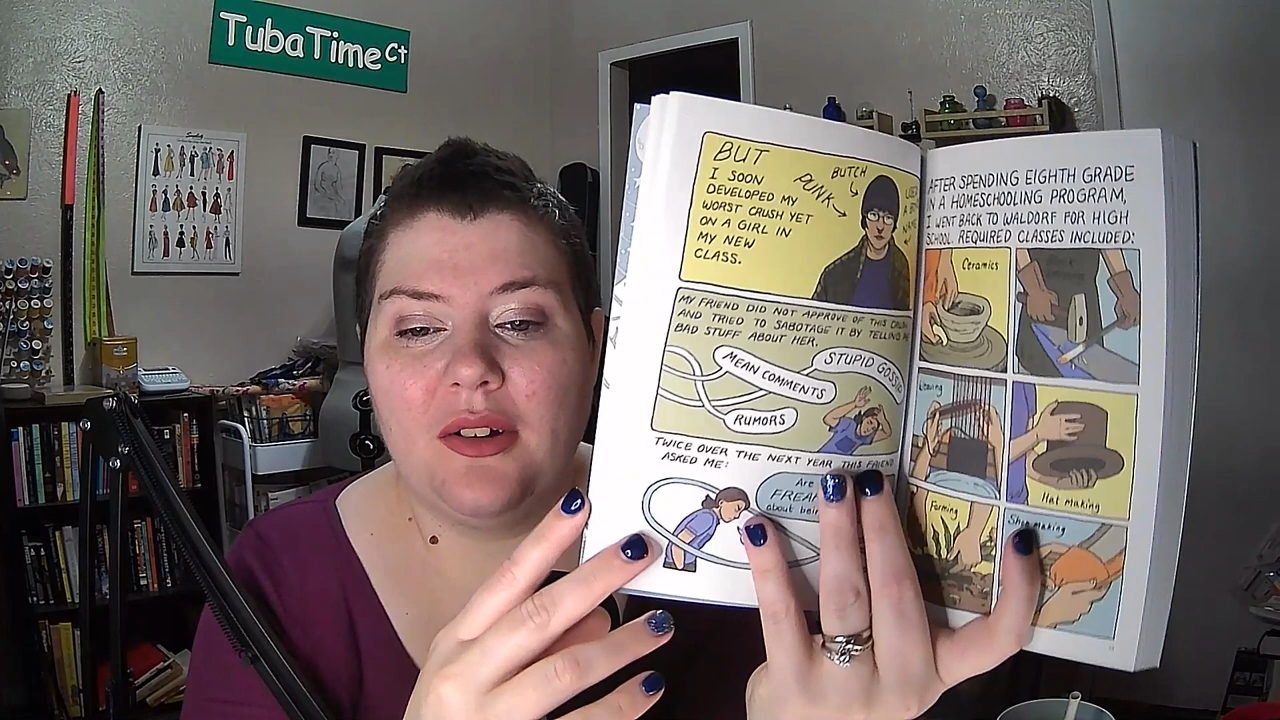 TubaTime Ct
BUT
I SOON
DEVELOPED MY
WORST CRUSH YET
ON A GIRL IN
MY NEW
CLASS.
BUTCH
PUNK
MY FRIEND DID NOT APPROVE OF THIS
AND TRIED TO SABOTAGE IT BY TELLING
BAD STUFF ABOUT HER.
MEAN COMMENTS
STUPID
RUMORS
TWICE OVER THE NEXT YEAR THIS FRIEND
ASKED ME:
Are
about
AFTER SPENDING EIGHTH GRADE
IN A HOMESCHOOLING PROGRAM,
I WENT BACK TO WALDORF FOR HIGH
SCHOOL. REQUIRED CLASSES INCLUDED:
Ceramics
Hat making
Farming
Shoe making